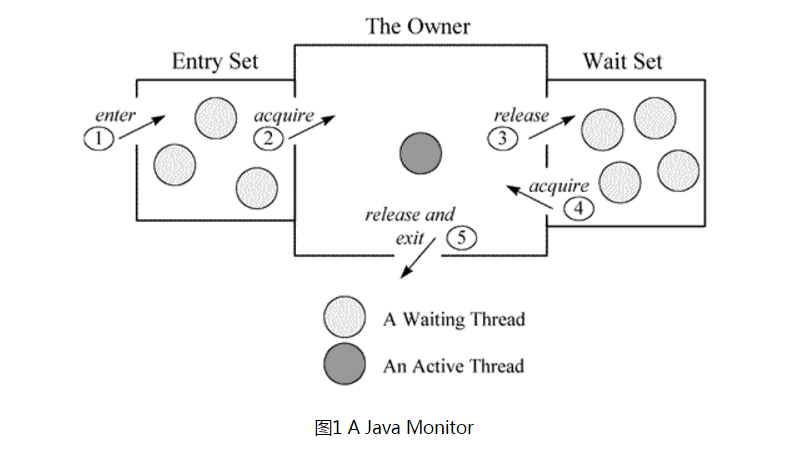 The Owner
Entry Set
Wait Set
enter
1
acquire
2
release
3
acquire
4
release and
exit
5
A Waiting Thread
An Active Thread
图1 A Java Monitor